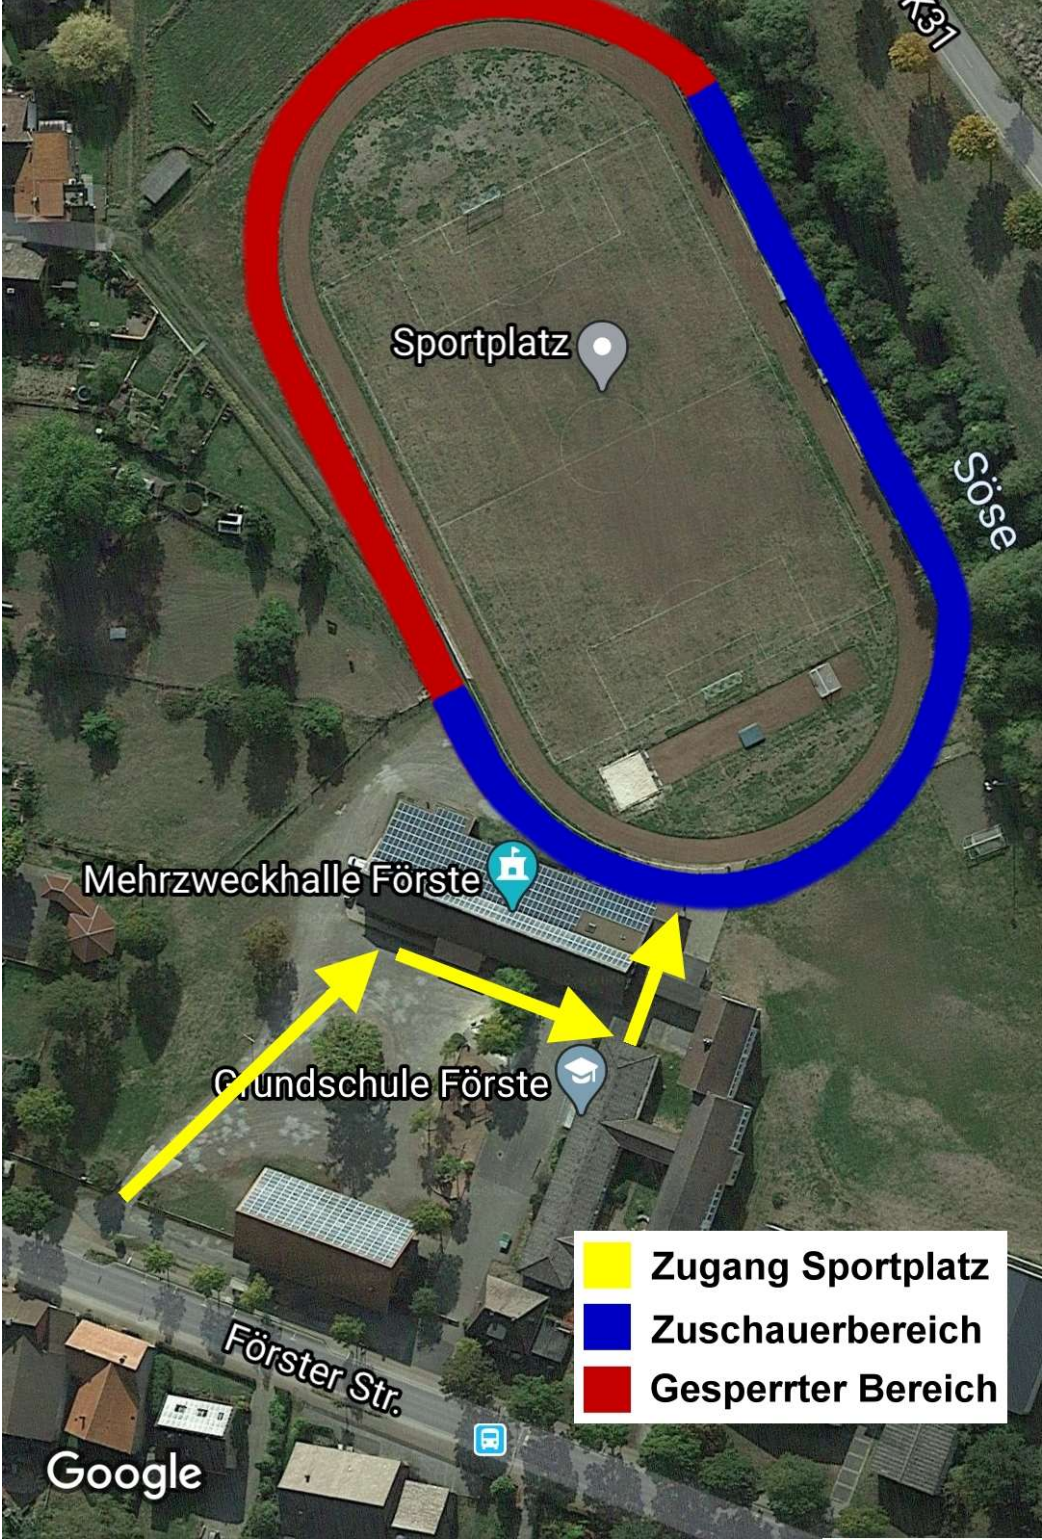 K31
Sportplatz
Söse
Mehrzweckhalle Förste
Grundschule Förste
Zugang Sportplatz
Zuschauerbereich
Gesperrter Bereich
Förster Str.
Google